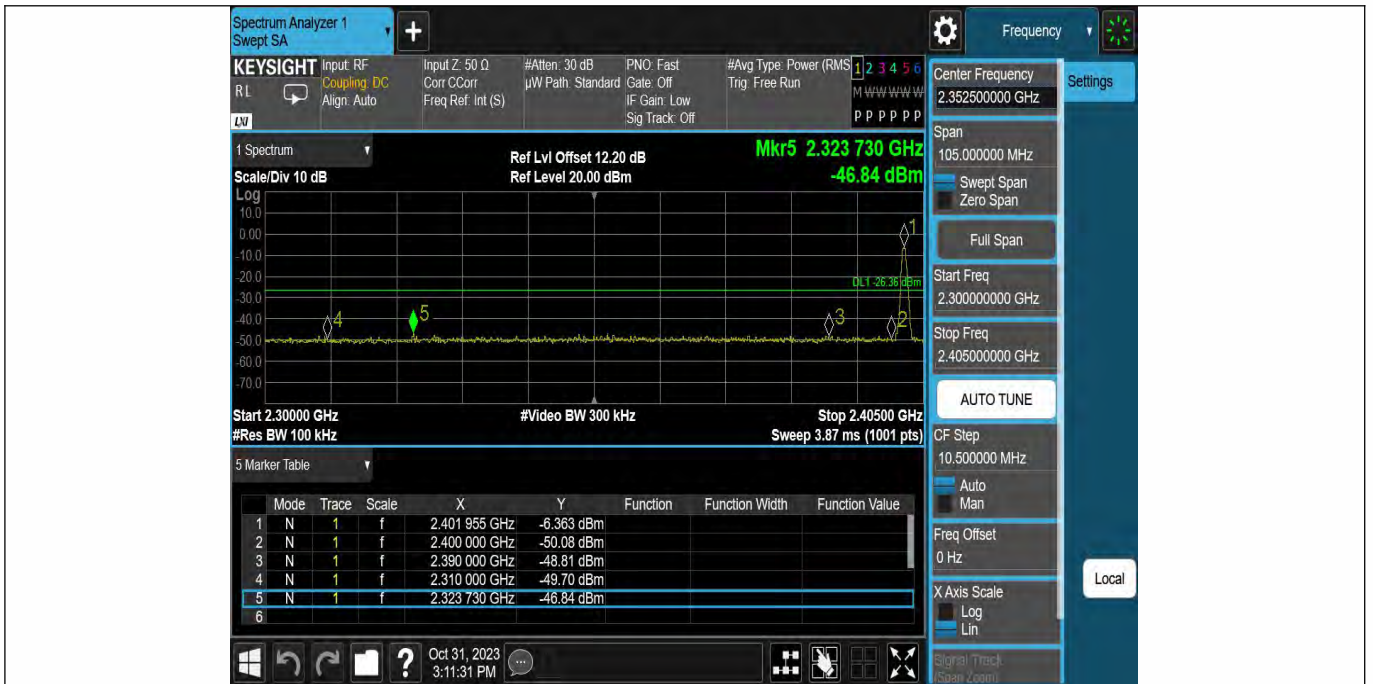 Spectrum Analyzer 1
Swept SA
+
Frequency
KEYSIGHT
RL
LXI
Input: RF
Coupling: DC
Align: Auto
Input Z: 50 Ω
Corr CCorr
Freq Ref: Int (S)
#Atten: 30 dB
µW Path: Standard
PNO: Fast
Gate: Off
IF Gain: Low
Sig Track: Off
#Avg Type: Power (RMS
Trig: Free Run
1 2 3 4 5 6
M W W W W W
P P P P P P
1 Spectrum
Scale/Div 10 dB
Ref Lvl Offset 12.20 dB
Ref Level 20.00 dBm
Mkr5 2.323 730 GHz
-46.84 dBm
Log
10.0
0.00
-10.0
-20.0
-30.0
-40.0
-50.0
-60.0
-70.0
1
DL1 -26.36 dBm
4
5
3
2
Start 2.30000 GHz
#Video BW 300 kHz
Stop 2.40500 GHz
#Res BW 100 kHz
Sweep 3.87 ms (1001 pts)
5 Marker Table
Mode Trace Scale X Y Function Function Width Function Value
1 N 1 f 2.401 955 GHz -6.363 dBm
2 N 1 f 2.400 000 GHz -50.08 dBm
3 N 1 f 2.390 000 GHz -48.81 dBm
4 N 1 f 2.310 000 GHz -49.70 dBm
5 N 1 f 2.323 730 GHz -46.84 dBm
6
?
Oct 31, 2023
3:11:31 PM
Center Frequency
2.352500000 GHz
Settings
Span
105.000000 MHz
Swept Span
Zero Span
Full Span
Start Freq
2.300000000 GHz
Stop Freq
2.405000000 GHz
AUTO TUNE
CF Step
10.500000 MHz
Auto
Man
Freq Offset
0 Hz
Local
X Axis Scale
Log
Lin
Signal Track
(Span Zoom)